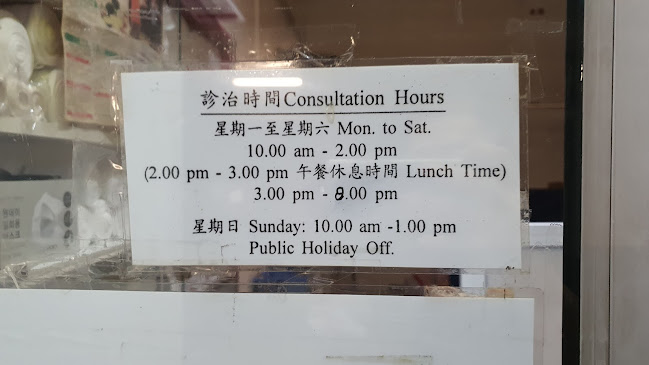 診治時間Consultation Hours
星期一至星期六 Mon. to Sat.
10.00 am - 2.00 pm
(2.00 pm - 3.00 pm 午餐休息時間 Lunch Time)
3.00 pm - 8.00 pm
星期日 Sunday: 10.00 am -1.00 pm
Public Holiday Off.